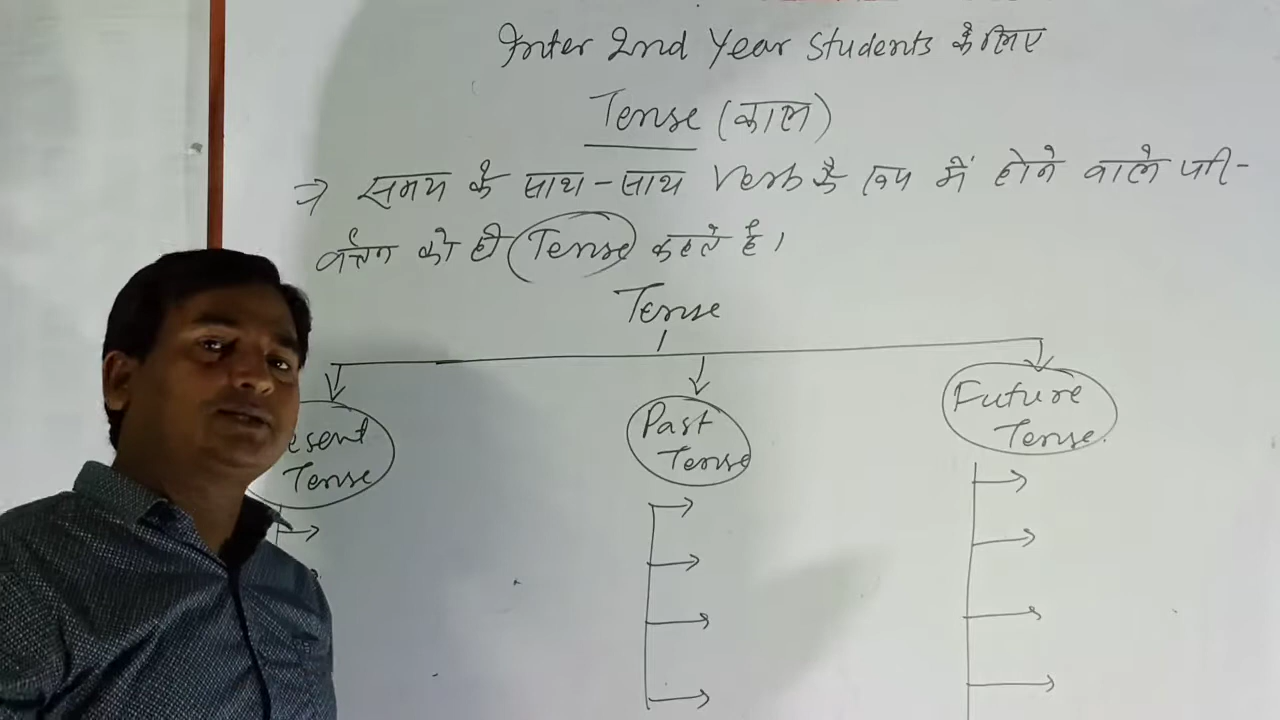 Inter 2nd Year Students के लिए
Tense (काल)
⇒ समय के साथ-साथ Verb के रूप में होने वाले परि-
वर्तन को ही Tense कहते है।
Tense
esent
Tense
Past
Tense
Future
Tense.